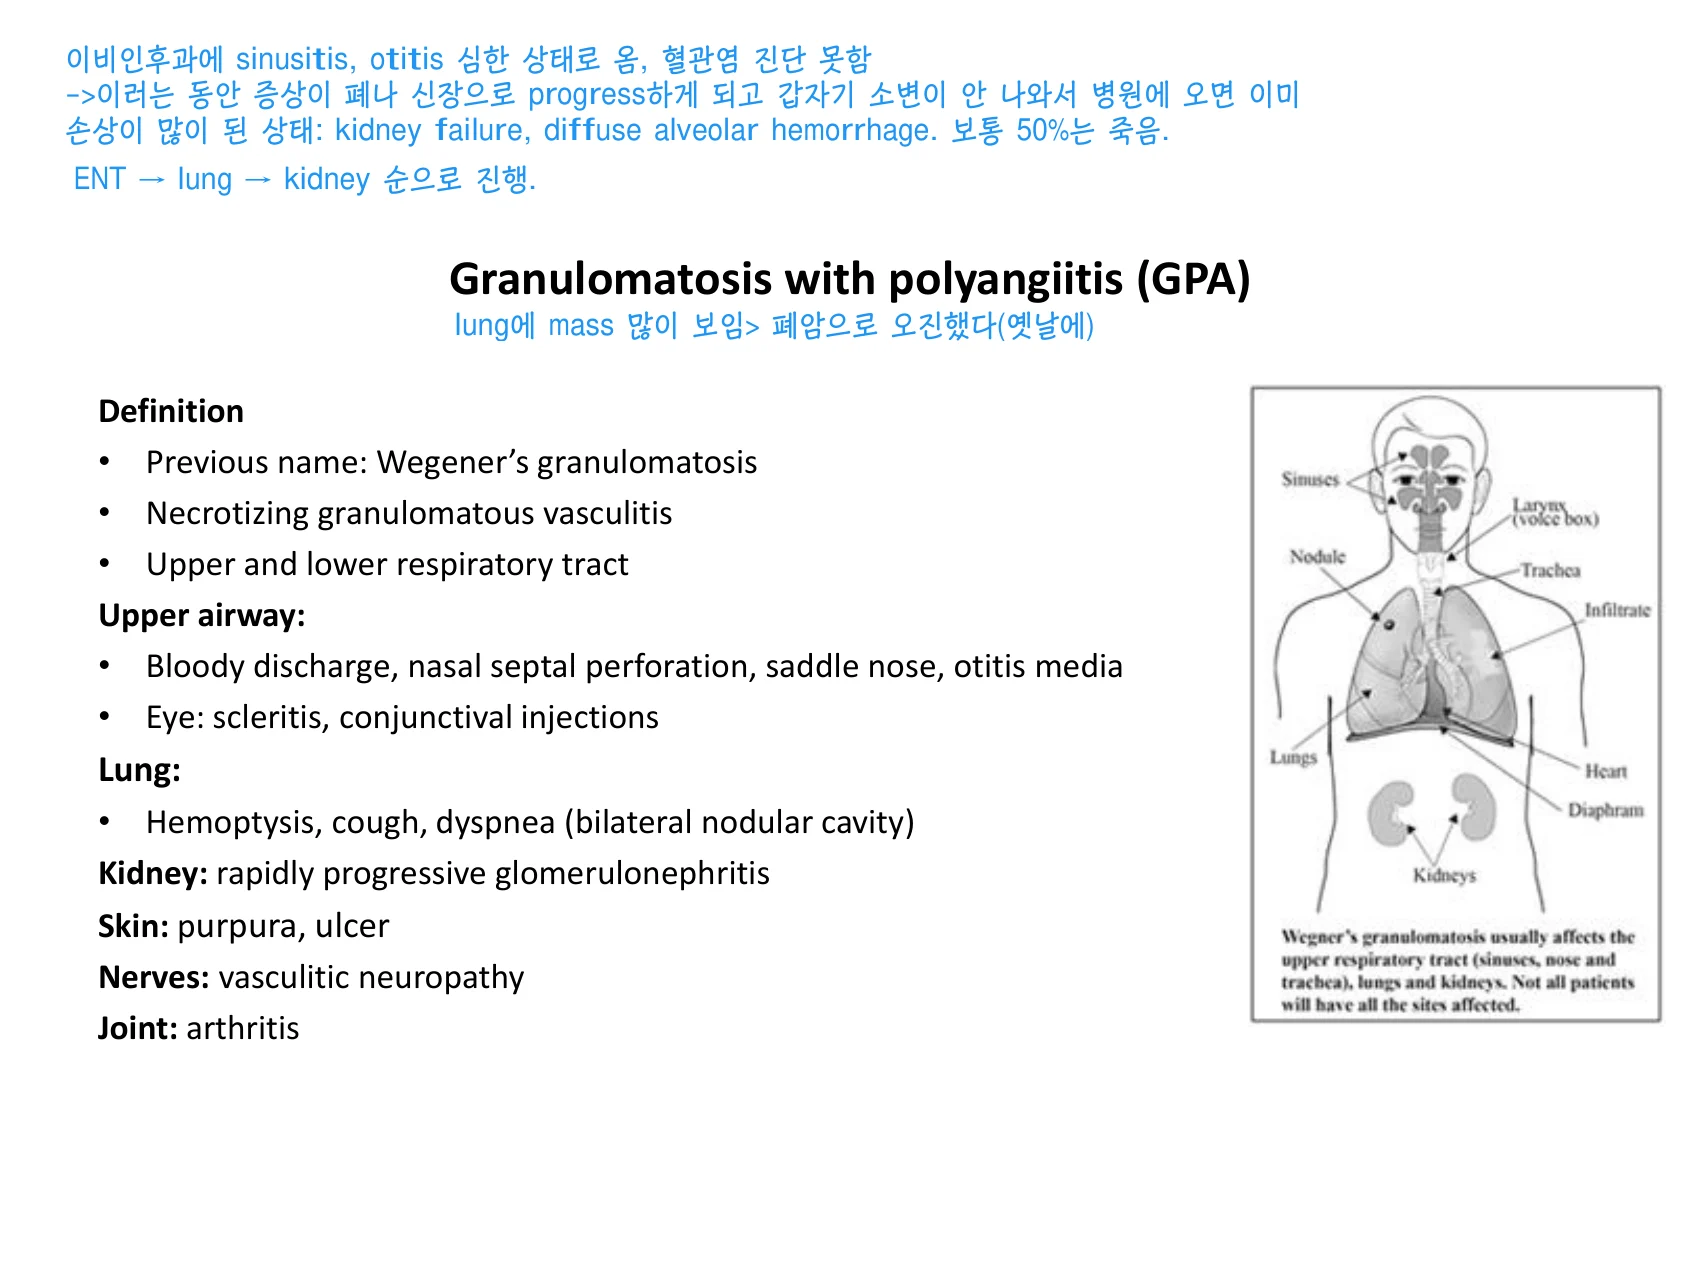 이비인후과에 sinusitis, otitis 심한 상태로 옴, 혈관염 진단 못함
->이러는 동안 증상이 폐나 신장으로 progress하게 되고 갑자기 소변이 안 나와서 병원에 오면 이미
손상이 많이 된 상태: kidney failure, diffuse alveolar hemorrhage. 보통 50%는 죽음.
ENT → lung → kidney 순으로 진행.
Granulomatosis with polyangiitis (GPA)
lung에 mass 많이 보임> 폐암으로 오진했다(옛날에)
Definition
• Previous name: Wegener’s granulomatosis
• Necrotizing granulomatous vasculitis
• Upper and lower respiratory tract
Upper airway:
• Bloody discharge, nasal septal perforation, saddle nose, otitis media
• Eye: scleritis, conjunctival injections
Lung:
• Hemoptysis, cough, dyspnea (bilateral nodular cavity)
Kidney: rapidly progressive glomerulonephritis
Skin: purpura, ulcer
Nerves: vasculitic neuropathy
Joint: arthritis
Sinuses
Larynx
(voice box)
Nodule
Trachea
Infiltrate
Lungs
Heart
Diaphram
Kidneys
Wegner’s granulomatosis usually affects the
upper respiratory tract (sinuses, nose and
trachea), lungs and kidneys. Not all patients
will have all the sites affected.